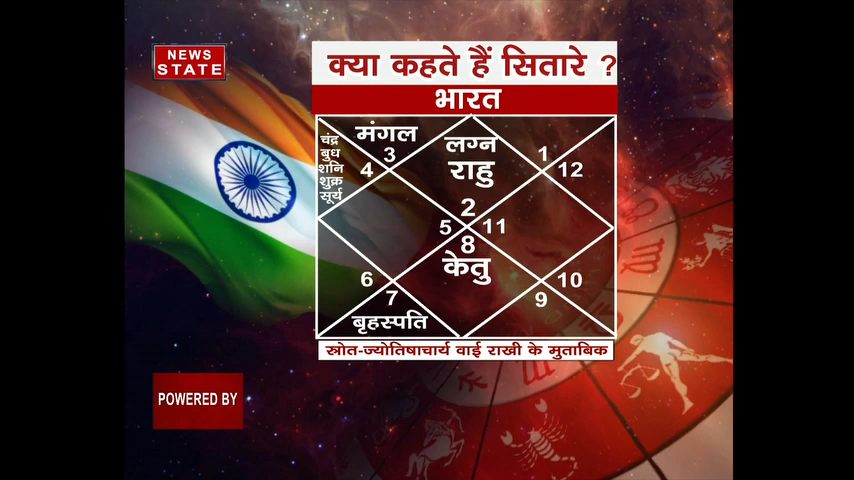 NEWS
STATE
क्या कहते हैं सितारे ?
भारत
चंद्र
बुध
शनि
शुक्र
सूर्य
मंगल
3
4
लग्न
राहु
2
1
12
5
11
8
केतु
6
7
बृहस्पति
10
9
स्रोत-ज्योतिषाचार्य वाई राखी के मुताबिक
POWERED BY